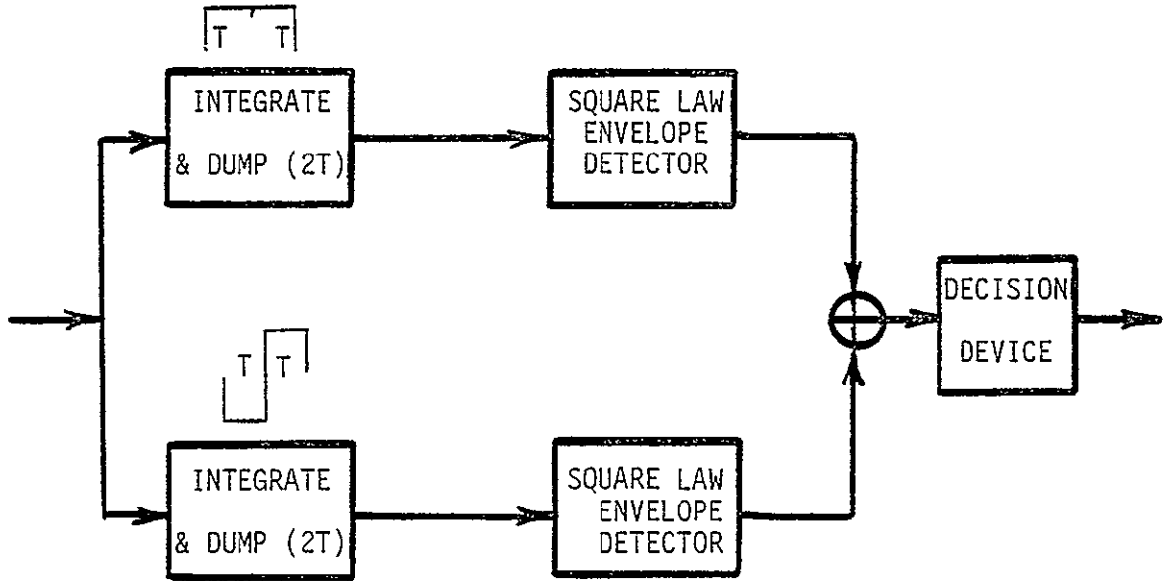 T T
INTEGRATE
& DUMP (2T)
SQUARE LAW
ENVELOPE
DETECTOR
DECISION
DEVICE
T T
INTEGRATE
& DUMP (2T)
SQUARE LAW
ENVELOPE
DETECTOR